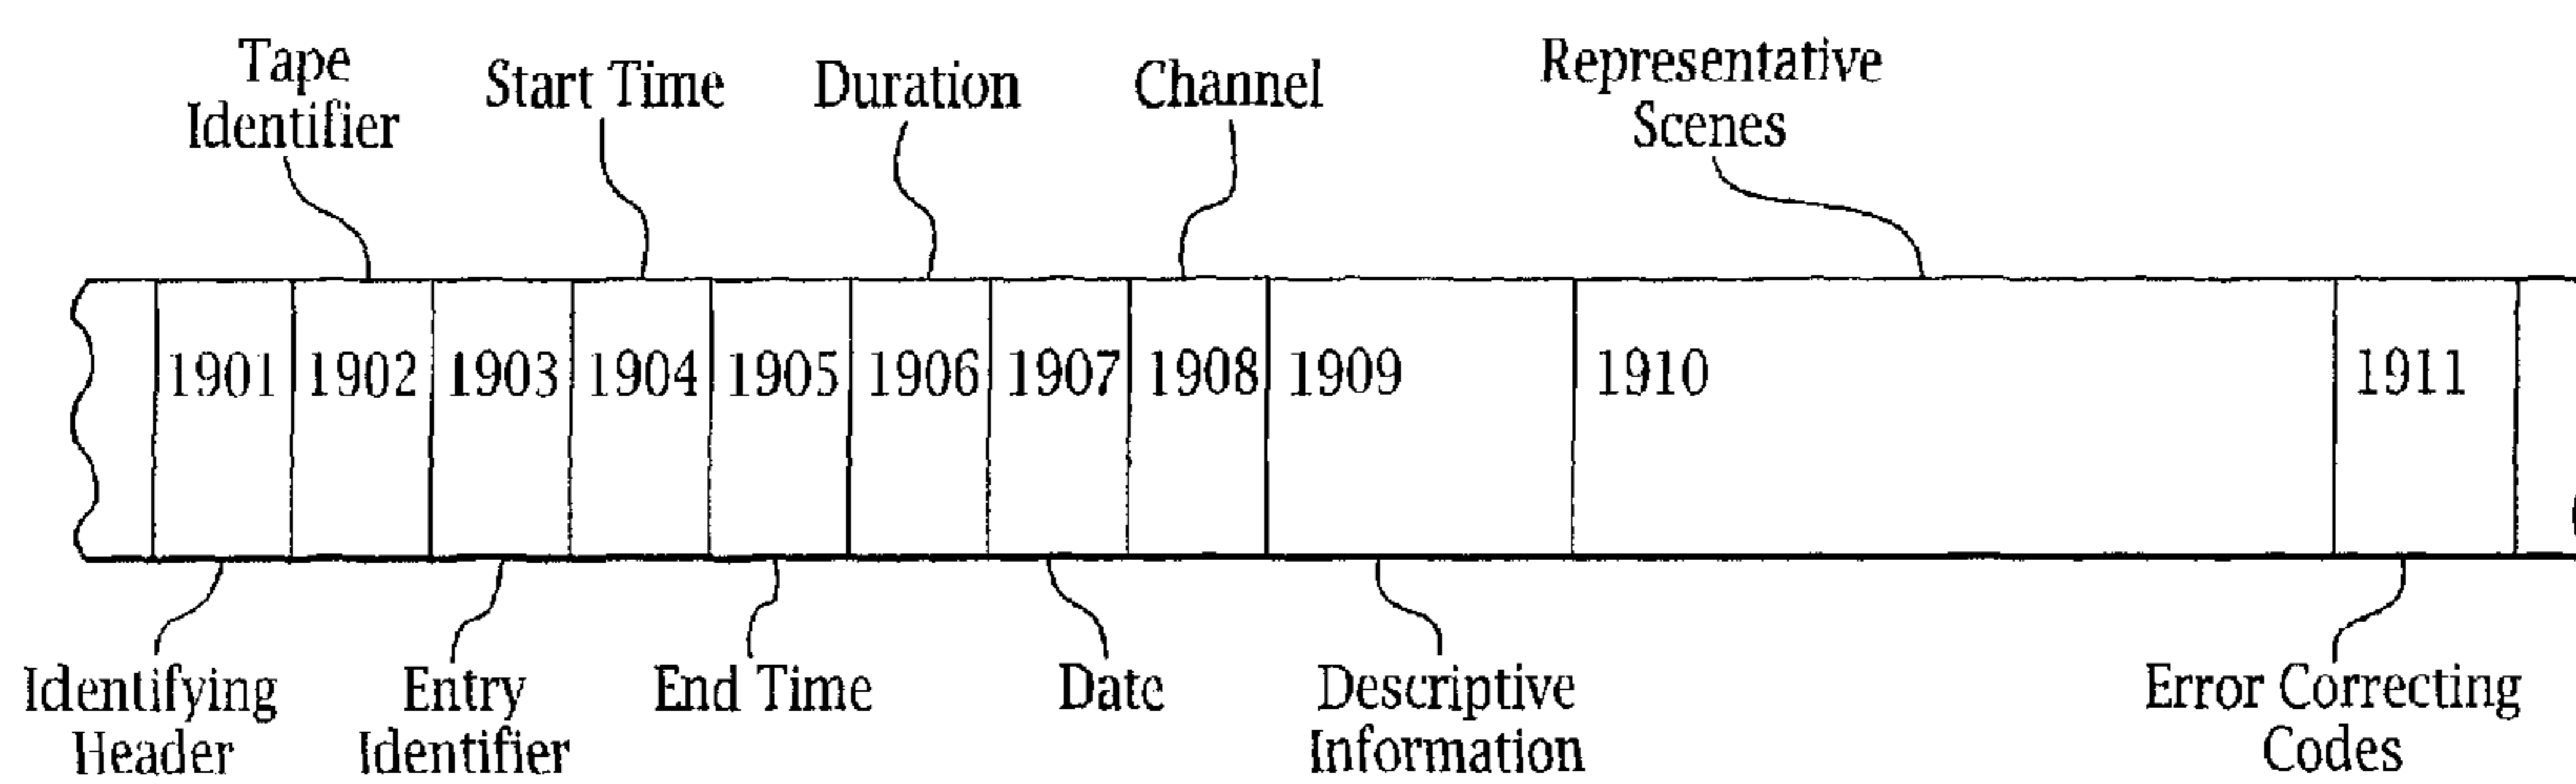 Tape
Identifier
Start Time
Duration
Channel
Representative
Scenes
1901 1902 1903 1904 1905 1906 1907 1908 1909 1910 1911
Identifying
Header
Entry
Identifier
End Time
Date
Descriptive
Information
Error Correcting
Codes